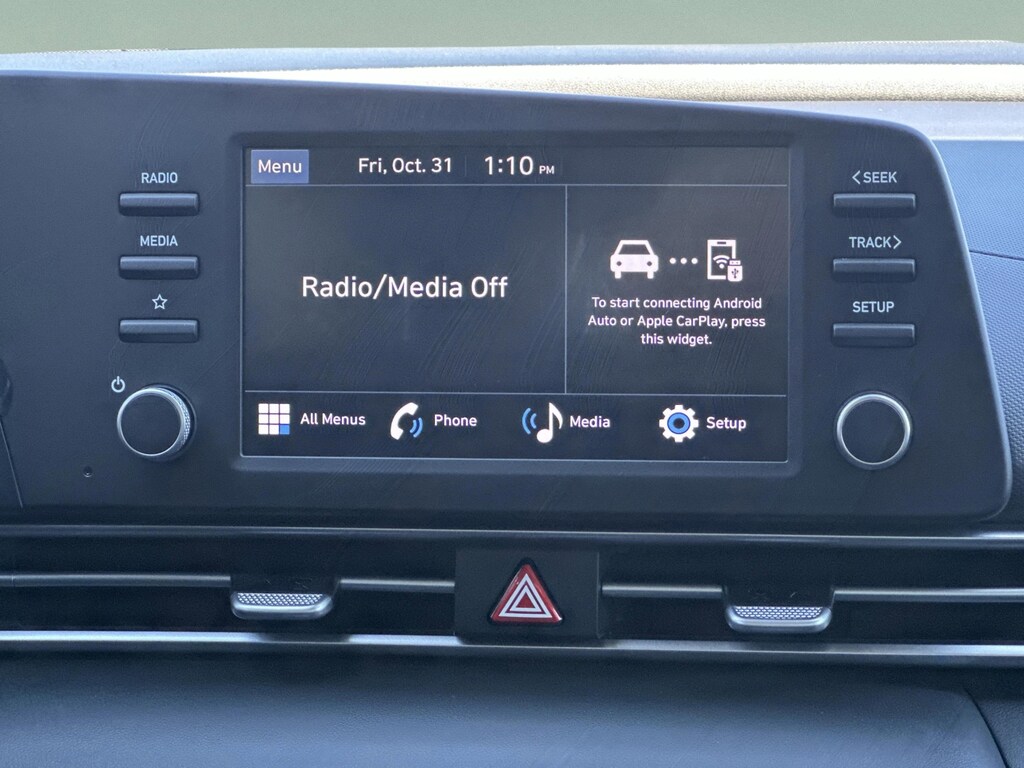 RADIO
MEDIA
Menu
Fri, Oct. 31
1:10 PM
Radio/Media Off
To start connecting Android
Auto or Apple CarPlay, press
this widget.
All Menus
Phone
Media
Setup
<SEEK
TRACK>
SETUP